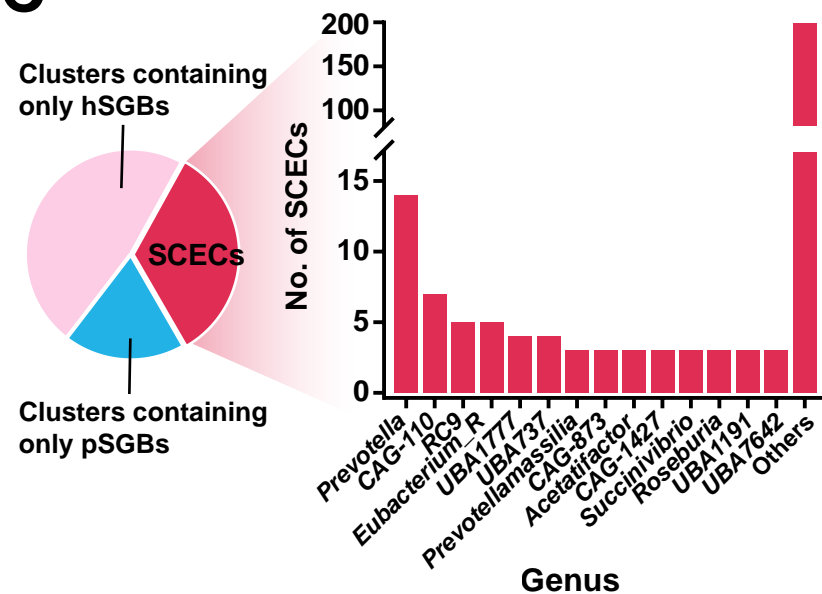 Clusters containing
only hSGBs
SCECs
Clusters containing
only pSGBs
No. of SCECs
200
150
100
15
10
5
0
Prevotella
CAG-110
RC9
Eubacterium_R
UBA1777
UBA737
Prevotellamassilia
CAG-873
Acetatifactor
CAG-1427
Succinivibrio
Roseburia
UBA1191
UBA7642
Others
Genus